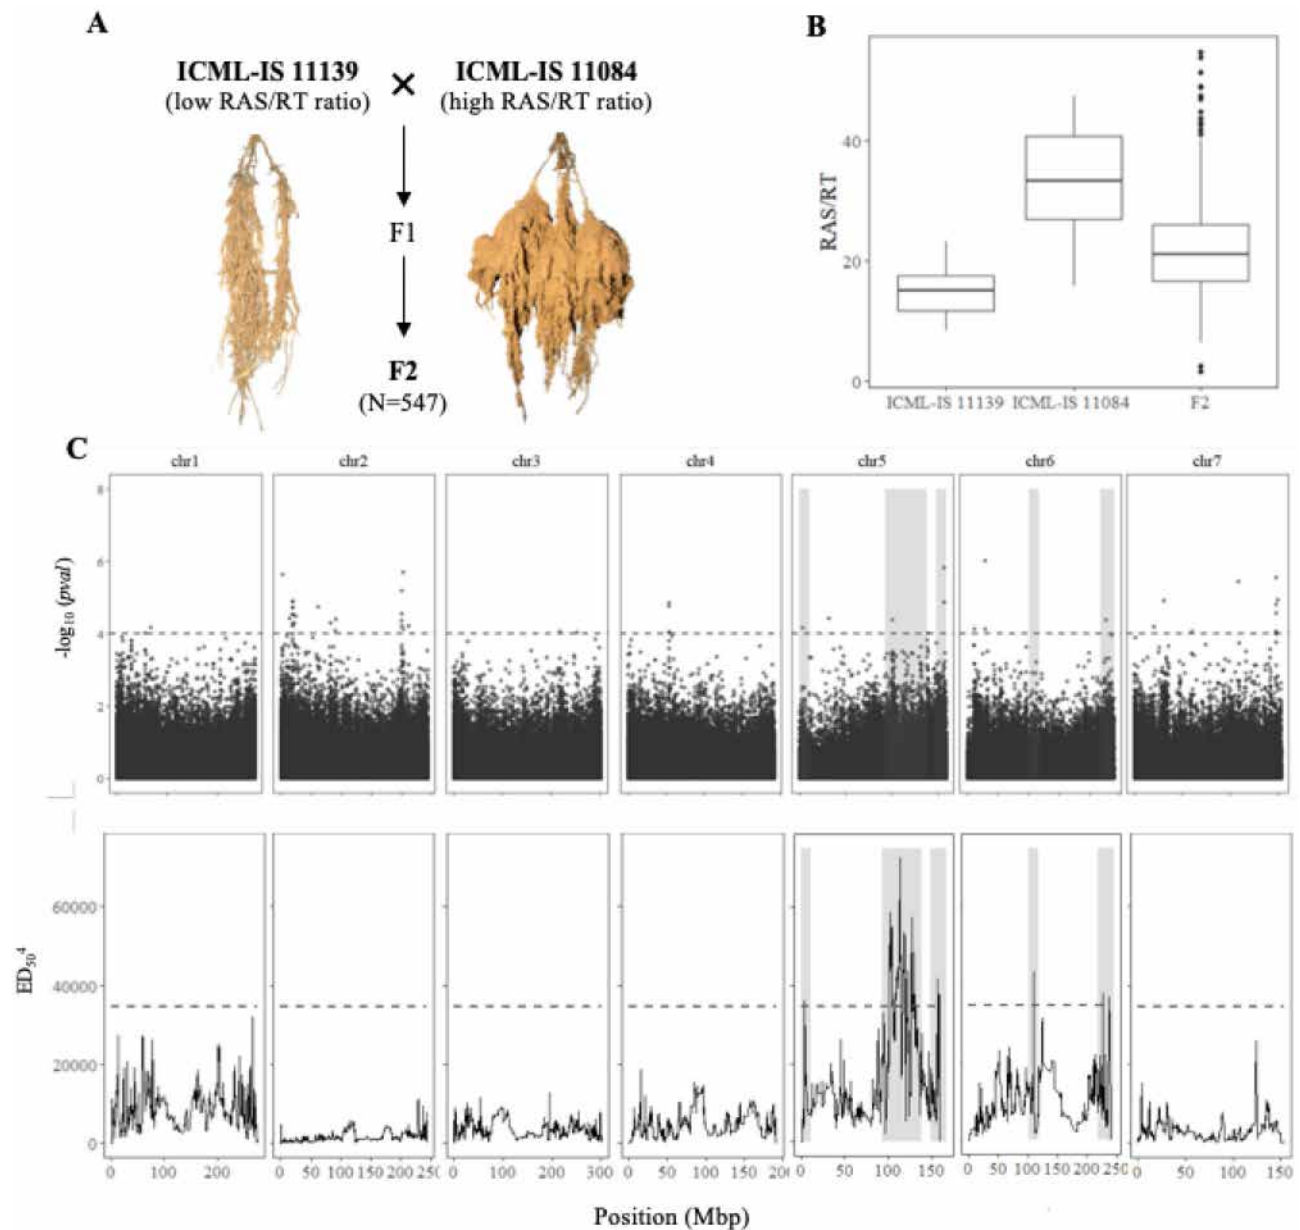 A
ICML-IS 11139 × ICML-IS 11084
(low RAS/RT ratio) (high RAS/RT ratio)
F1
F2
(N=547)
B
RAS/RT
40
20
0
ICML-IS 11139 ICML-IS 11084 F2
C
chr1 chr2 chr3 chr4 chr5 chr6 chr7
-log10 (pval)
8
6
4
2
0
ED50^4
60000
40000
20000
0
0 100 200 0 50 100 150 200 250 0 100 200 300 0 50 100 150 200 0 50 100 150 0 50 100 150 200 250 0 50 100 150
Position (Mbp)